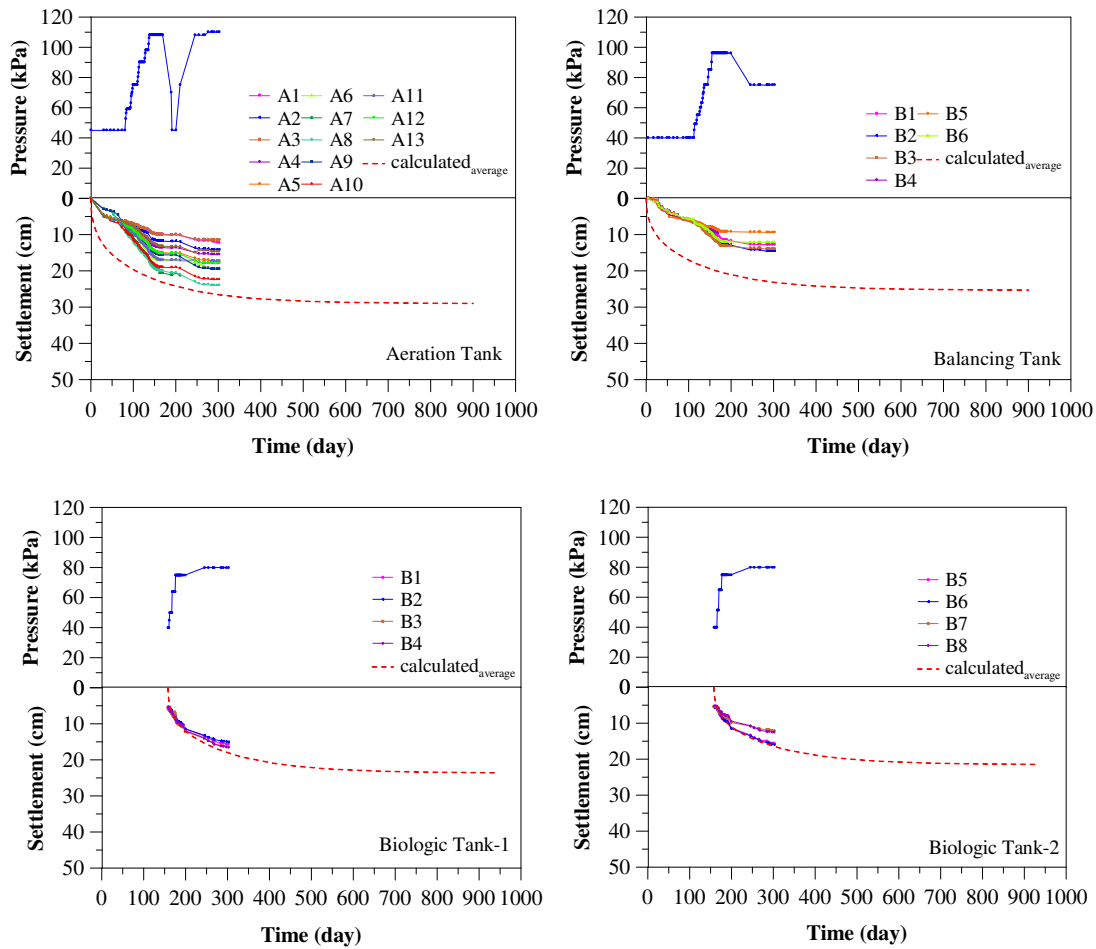 120
100
80
60
40
20
0
Pressure (kPa)
A1 A6 A11
A2 A7 A12
A3 A8 A13
A4 A9 calculated average
A5 A10
0
10
20
30
40
50
Settlement (cm)
Aeration Tank
0 100 200 300 400 500 600 700 800 900 1000
Time (day)
120
100
80
60
40
20
0
Pressure (kPa)
B1 B5
B2 B6
B3 calculated average
B4
0
10
20
30
40
50
Settlement (cm)
Balancing Tank
0 100 200 300 400 500 600 700 800 900 1000
Time (day)
120
100
80
60
40
20
0
Pressure (kPa)
B1
B2
B3
B4
calculated average
0
10
20
30
40
50
Settlement (cm)
Biologic Tank-1
0 100 200 300 400 500 600 700 800 900 1000
Time (day)
120
100
80
60
40
20
0
Pressure (kPa)
B5
B6
B7
B8
calculated average
0
10
20
30
40
50
Settlement (cm)
Biologic Tank-2
0 100 200 300 400 500 600 700 800 900 1000
Time (day)